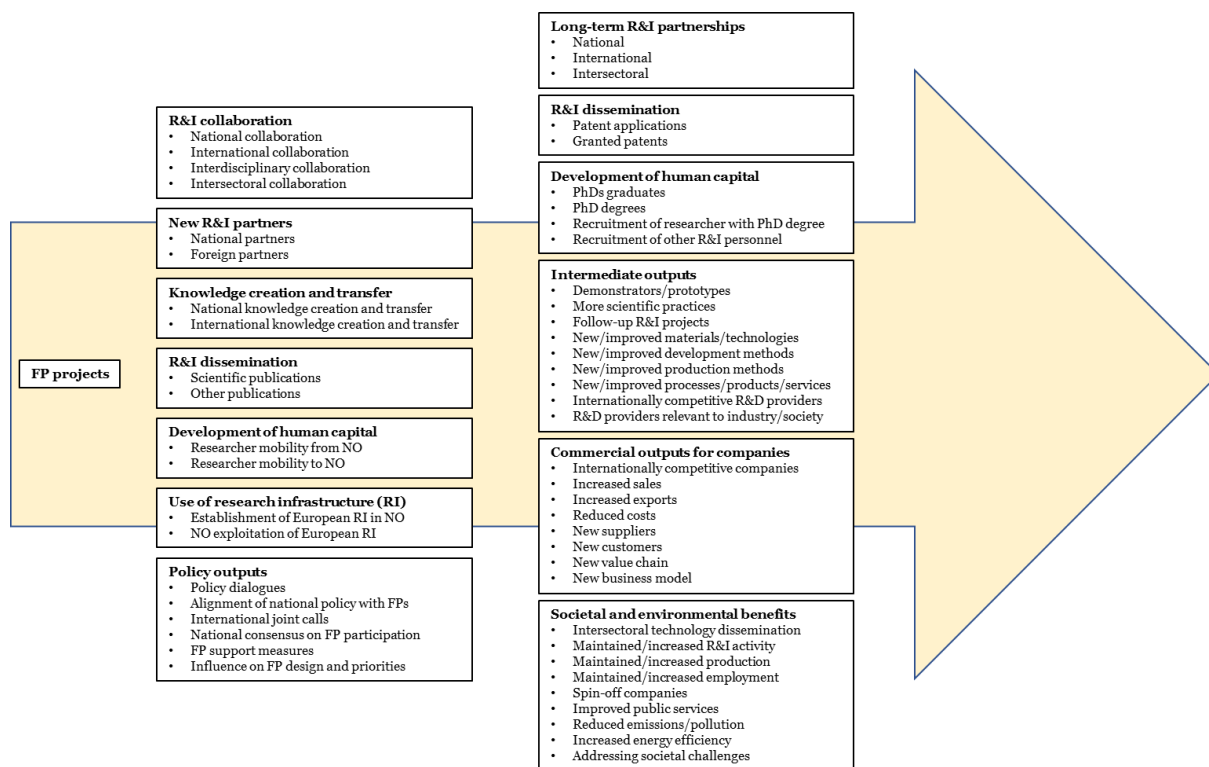 FP projects
R&I collaboration
• National collaboration
• International collaboration
• Interdisciplinary collaboration
• Intersectoral collaboration
New R&I partners
• National partners
• Foreign partners
Knowledge creation and transfer
• National knowledge creation and transfer
• International knowledge creation and transfer
R&I dissemination
• Scientific publications
• Other publications
Development of human capital
• Researcher mobility from NO
• Researcher mobility to NO
Use of research infrastructure (RI)
• Establishment of European RI in NO
• NO exploitation of European RI
Policy outputs
• Policy dialogues
• Alignment of national policy with FPs
• International joint calls
• National consensus on FP participation
• FP support measures
• Influence on FP design and priorities
Long-term R&I partnerships
• National
• International
• Intersectoral
R&I dissemination
• Patent applications
• Granted patents
Development of human capital
• PhDs graduates
• PhD degrees
• Recruitment of researcher with PhD degree
• Recruitment of other R&I personnel
Intermediate outputs
• Demonstrators/prototypes
• More scientific practices
• Follow-up R&I projects
• New/improved materials/technologies
• New/improved development methods
• New/improved production methods
• New/improved processes/products/services
• Internationally competitive R&D providers
• R&D providers relevant to industry/society
Commercial outputs for companies
• Internationally competitive companies
• Increased sales
• Increased exports
• Reduced costs
• New suppliers
• New customers
• New value chain
• New business model
Societal and environmental benefits
• Intersectoral technology dissemination
• Maintained/increased R&I activity
• Maintained/increased production
• Maintained/increased employment
• Spin-off companies
• Improved public services
• Reduced emissions/pollution
• Increased energy efficiency
• Addressing societal challenges